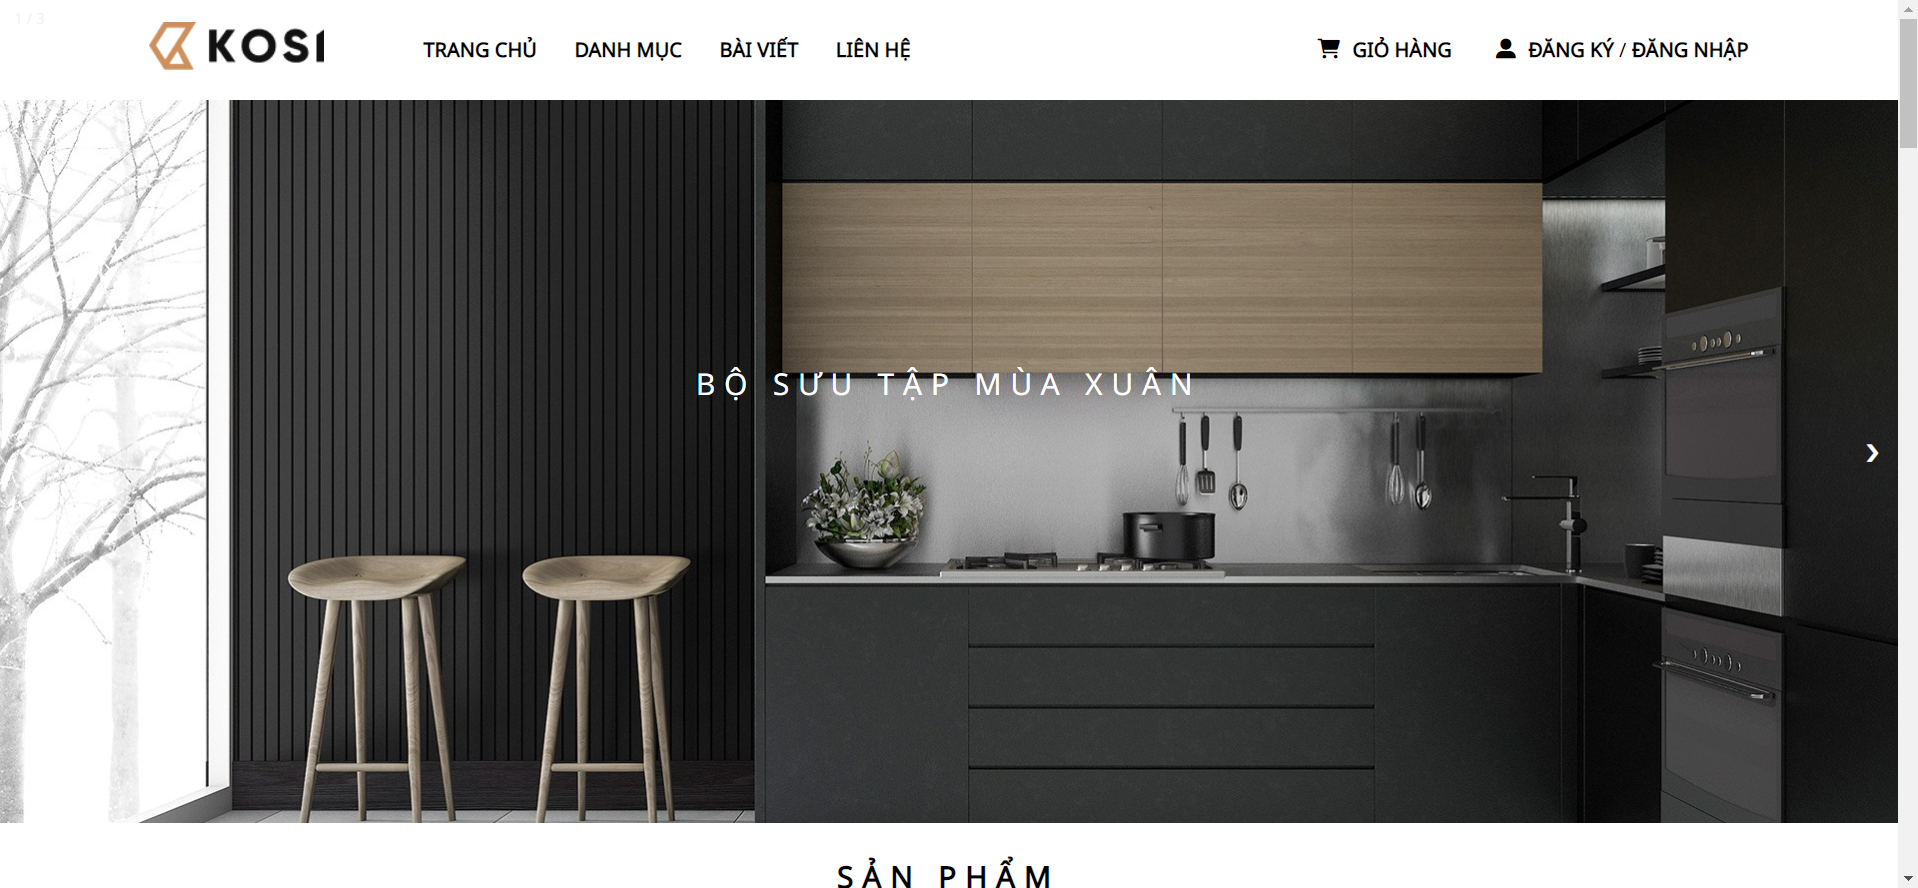 1 / 3
KOSI
TRANG CHỦ DANH MỤC BÀI VIẾT LIÊN HỆ GIỎ HÀNG ĐĂNG KÝ / ĐĂNG NHẬP
BỘ SƯU TẬP MÙA XUÂN
❯
SẢN PHẨM